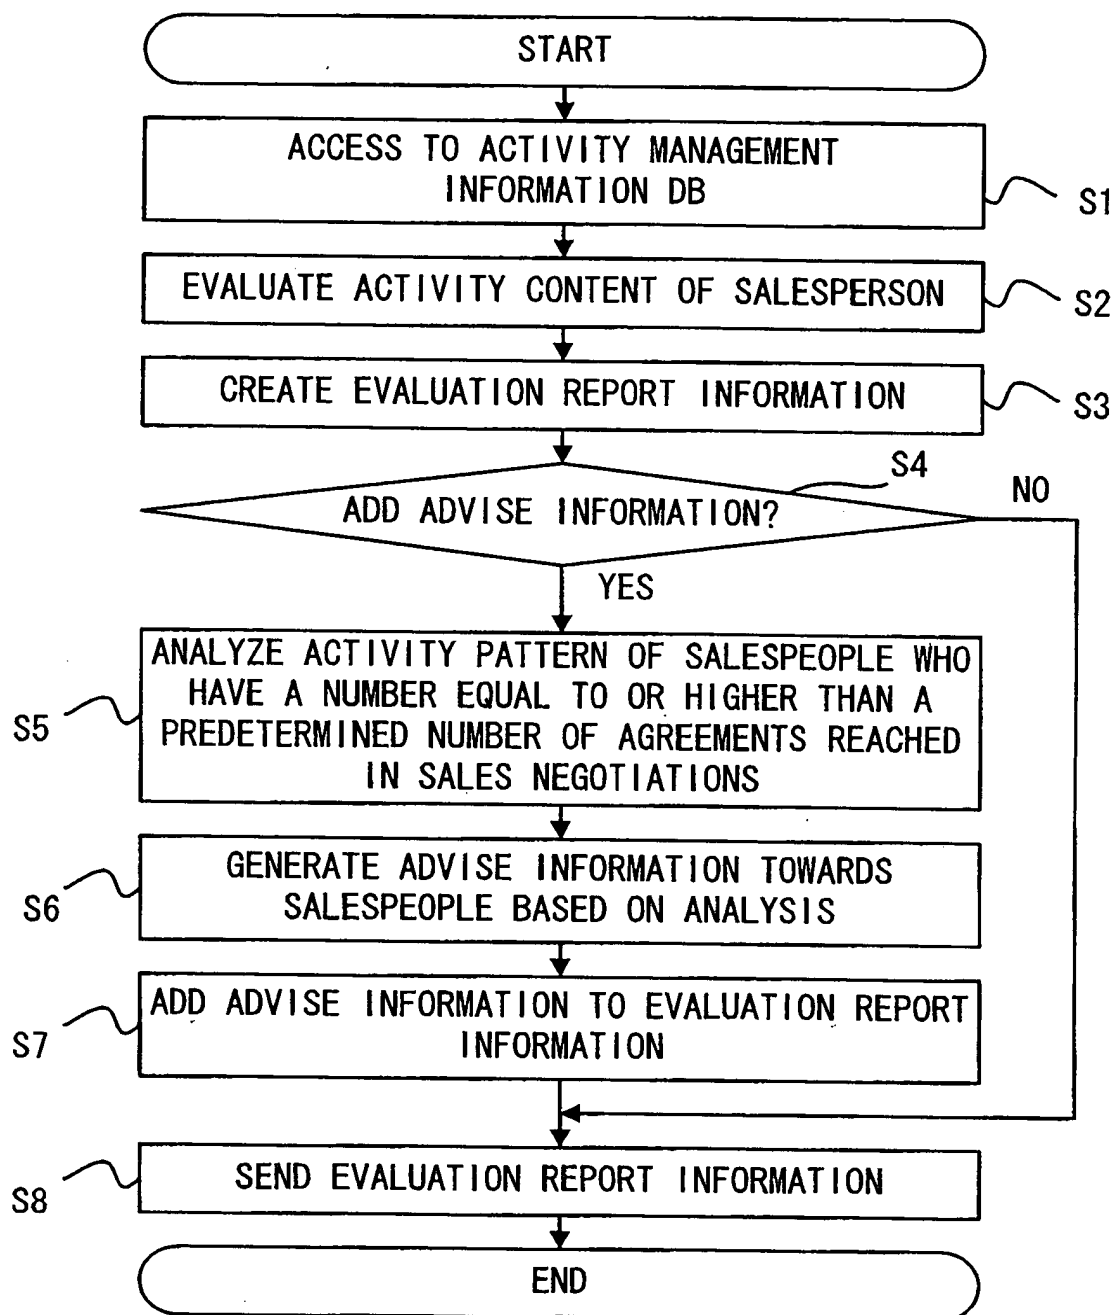 START
ACCESS TO ACTIVITY MANAGEMENT
INFORMATION DB
S1
EVALUATE ACTIVITY CONTENT OF SALESPERSON
S2
CREATE EVALUATION REPORT INFORMATION
S3
S4
ADD ADVISE INFORMATION?
NO
YES
ANALYZE ACTIVITY PATTERN OF SALESPEOPLE WHO
HAVE A NUMBER EQUAL TO OR HIGHER THAN A
PREDETERMINED NUMBER OF AGREEMENTS REACHED
IN SALES NEGOTIATIONS
S5
GENERATE ADVISE INFORMATION TOWARDS
SALESPEOPLE BASED ON ANALYSIS
S6
ADD ADVISE INFORMATION TO EVALUATION REPORT
INFORMATION
S7
SEND EVALUATION REPORT INFORMATION
S8
END